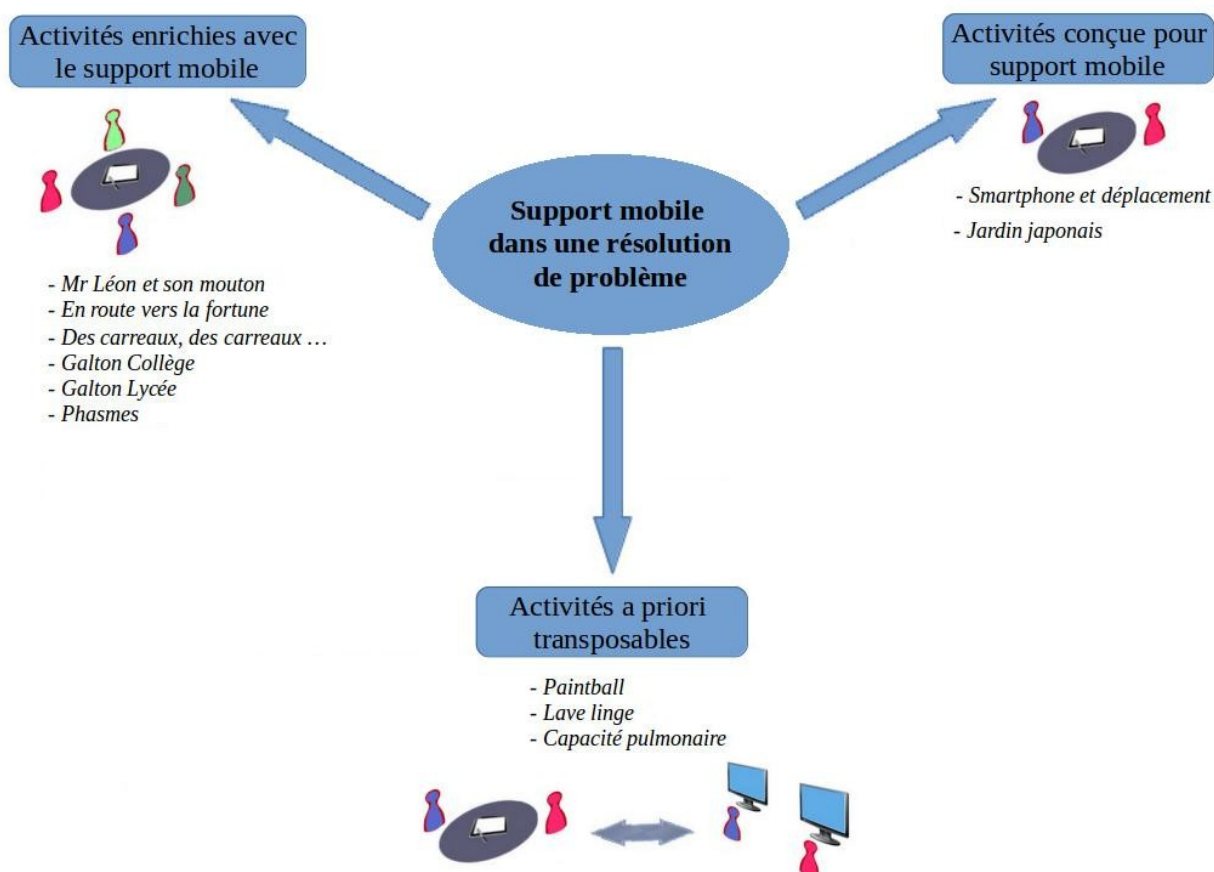 Activités enrichies avec
le support mobile
Activités conçue pour
support mobile
- Smartphone et déplacement
- Jardin japonais
Support mobile
dans une résolution
de problème
- Mr Léon et son mouton
- En route vers la fortune
- Des carreaux, des carreaux ...
- Galton Collège
- Galton Lycée
- Phasmes
Activités a priori
transposables
- Paintball
- Lave linge
- Capacité pulmonaire